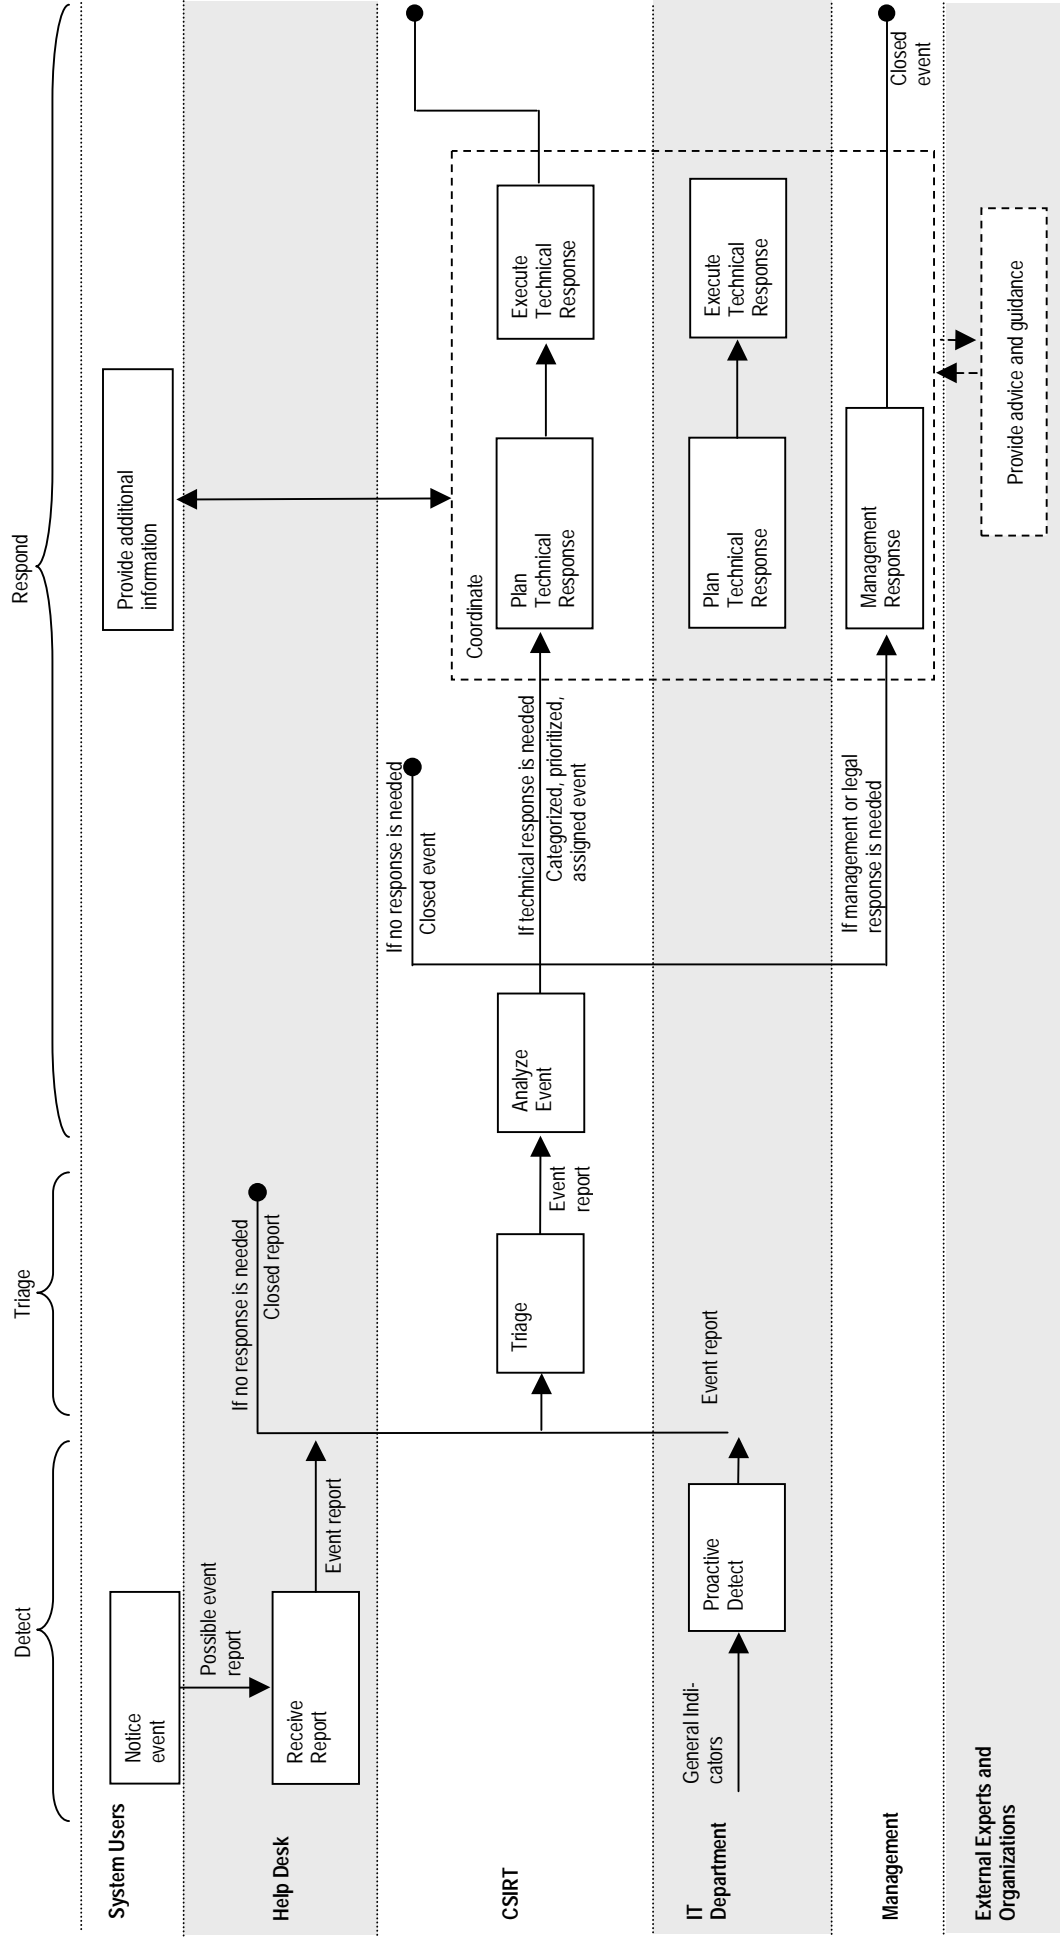 Detect
Triage
Respond
System Users
Notice
event
Provide additional
information
Help Desk
Possible event
report
Receive
Report
Event report
If no response is needed
Closed report
CSIRT
Triage
Event
report
Analyze
Event
If no response is needed
Closed event
If technical response is needed
Categorized, prioritized,
assigned event
Coordinate
Plan
Technical
Response
Execute
Technical
Response
IT
Department
General Indi-
cators
Proactive
Detect
Event report
Plan
Technical
Response
Execute
Technical
Response
Management
If management or legal
response is needed
Management
Response
Closed
event
External Experts and
Organizations
Provide advice and guidance